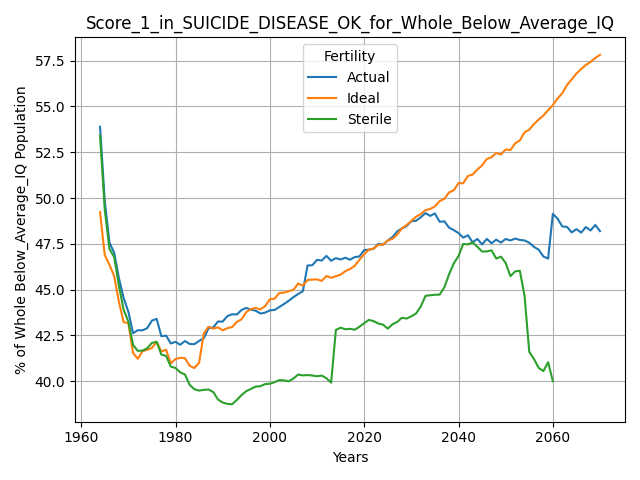 Score_1_in_SUICIDE_DISEASE_OK_for_Whole_Below_Average_IQ
Fertility
Actual
Ideal
Sterile
% of Whole Below_Average_IQ Population
57.5
55.0
52.5
50.0
47.5
45.0
42.5
40.0
1960 1980 2000 2020 2040 2060
Years